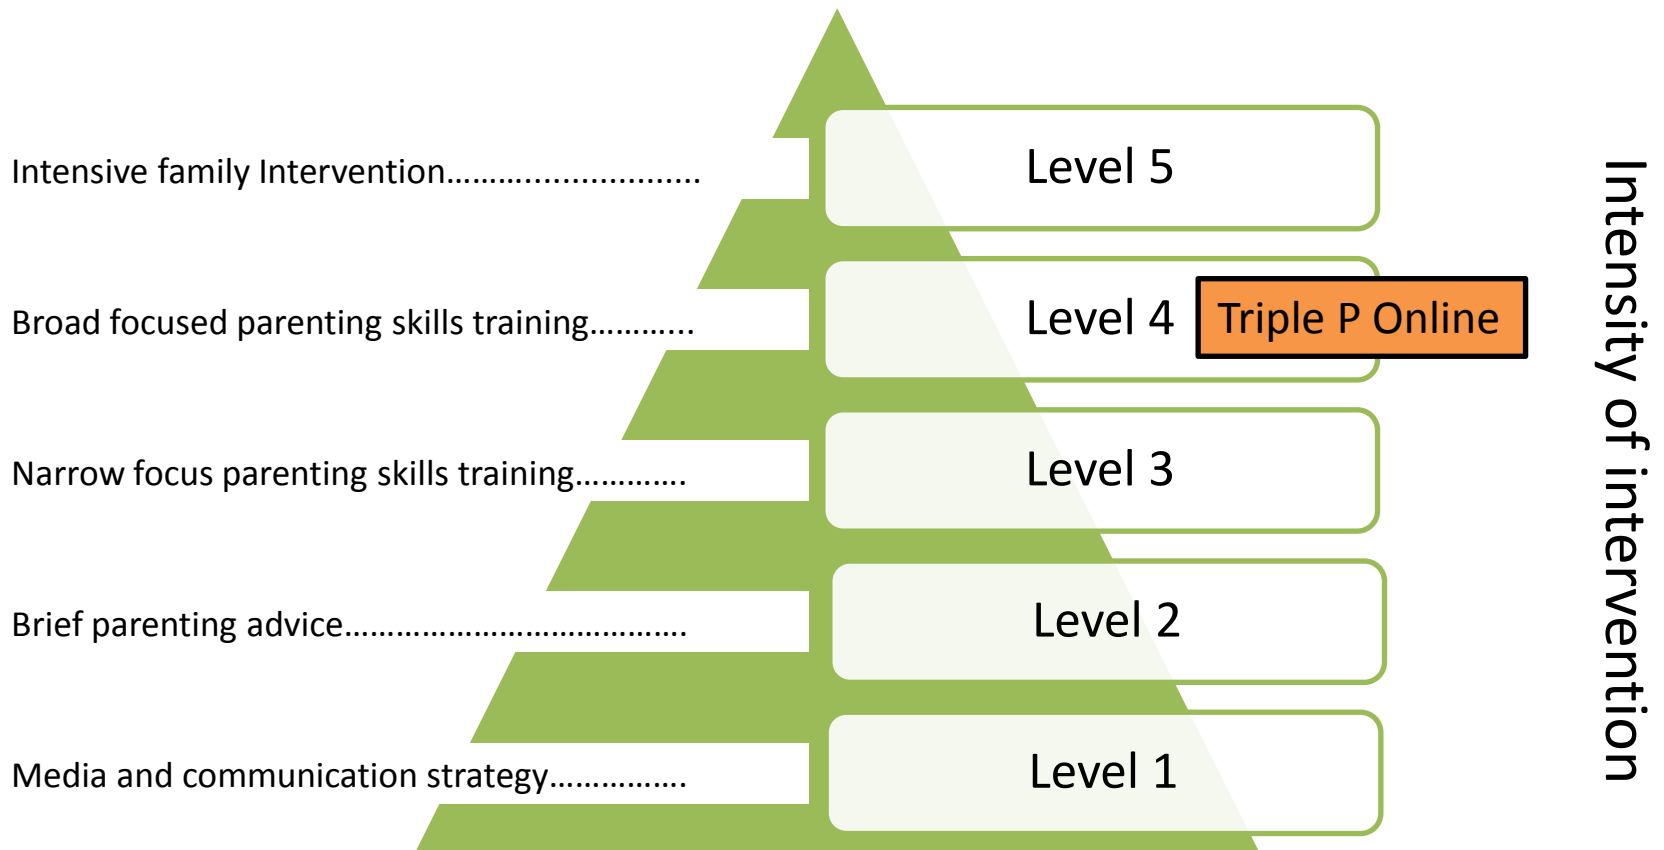 Intensive family Intervention………....................
Level 5
Broad focused parenting skills training………...
Level 4
Triple P Online
Narrow focus parenting skills training………….
Level 3
Brief parenting advice………………………………….
Level 2
Media and communication strategy…………….
Level 1
Intensity of intervention